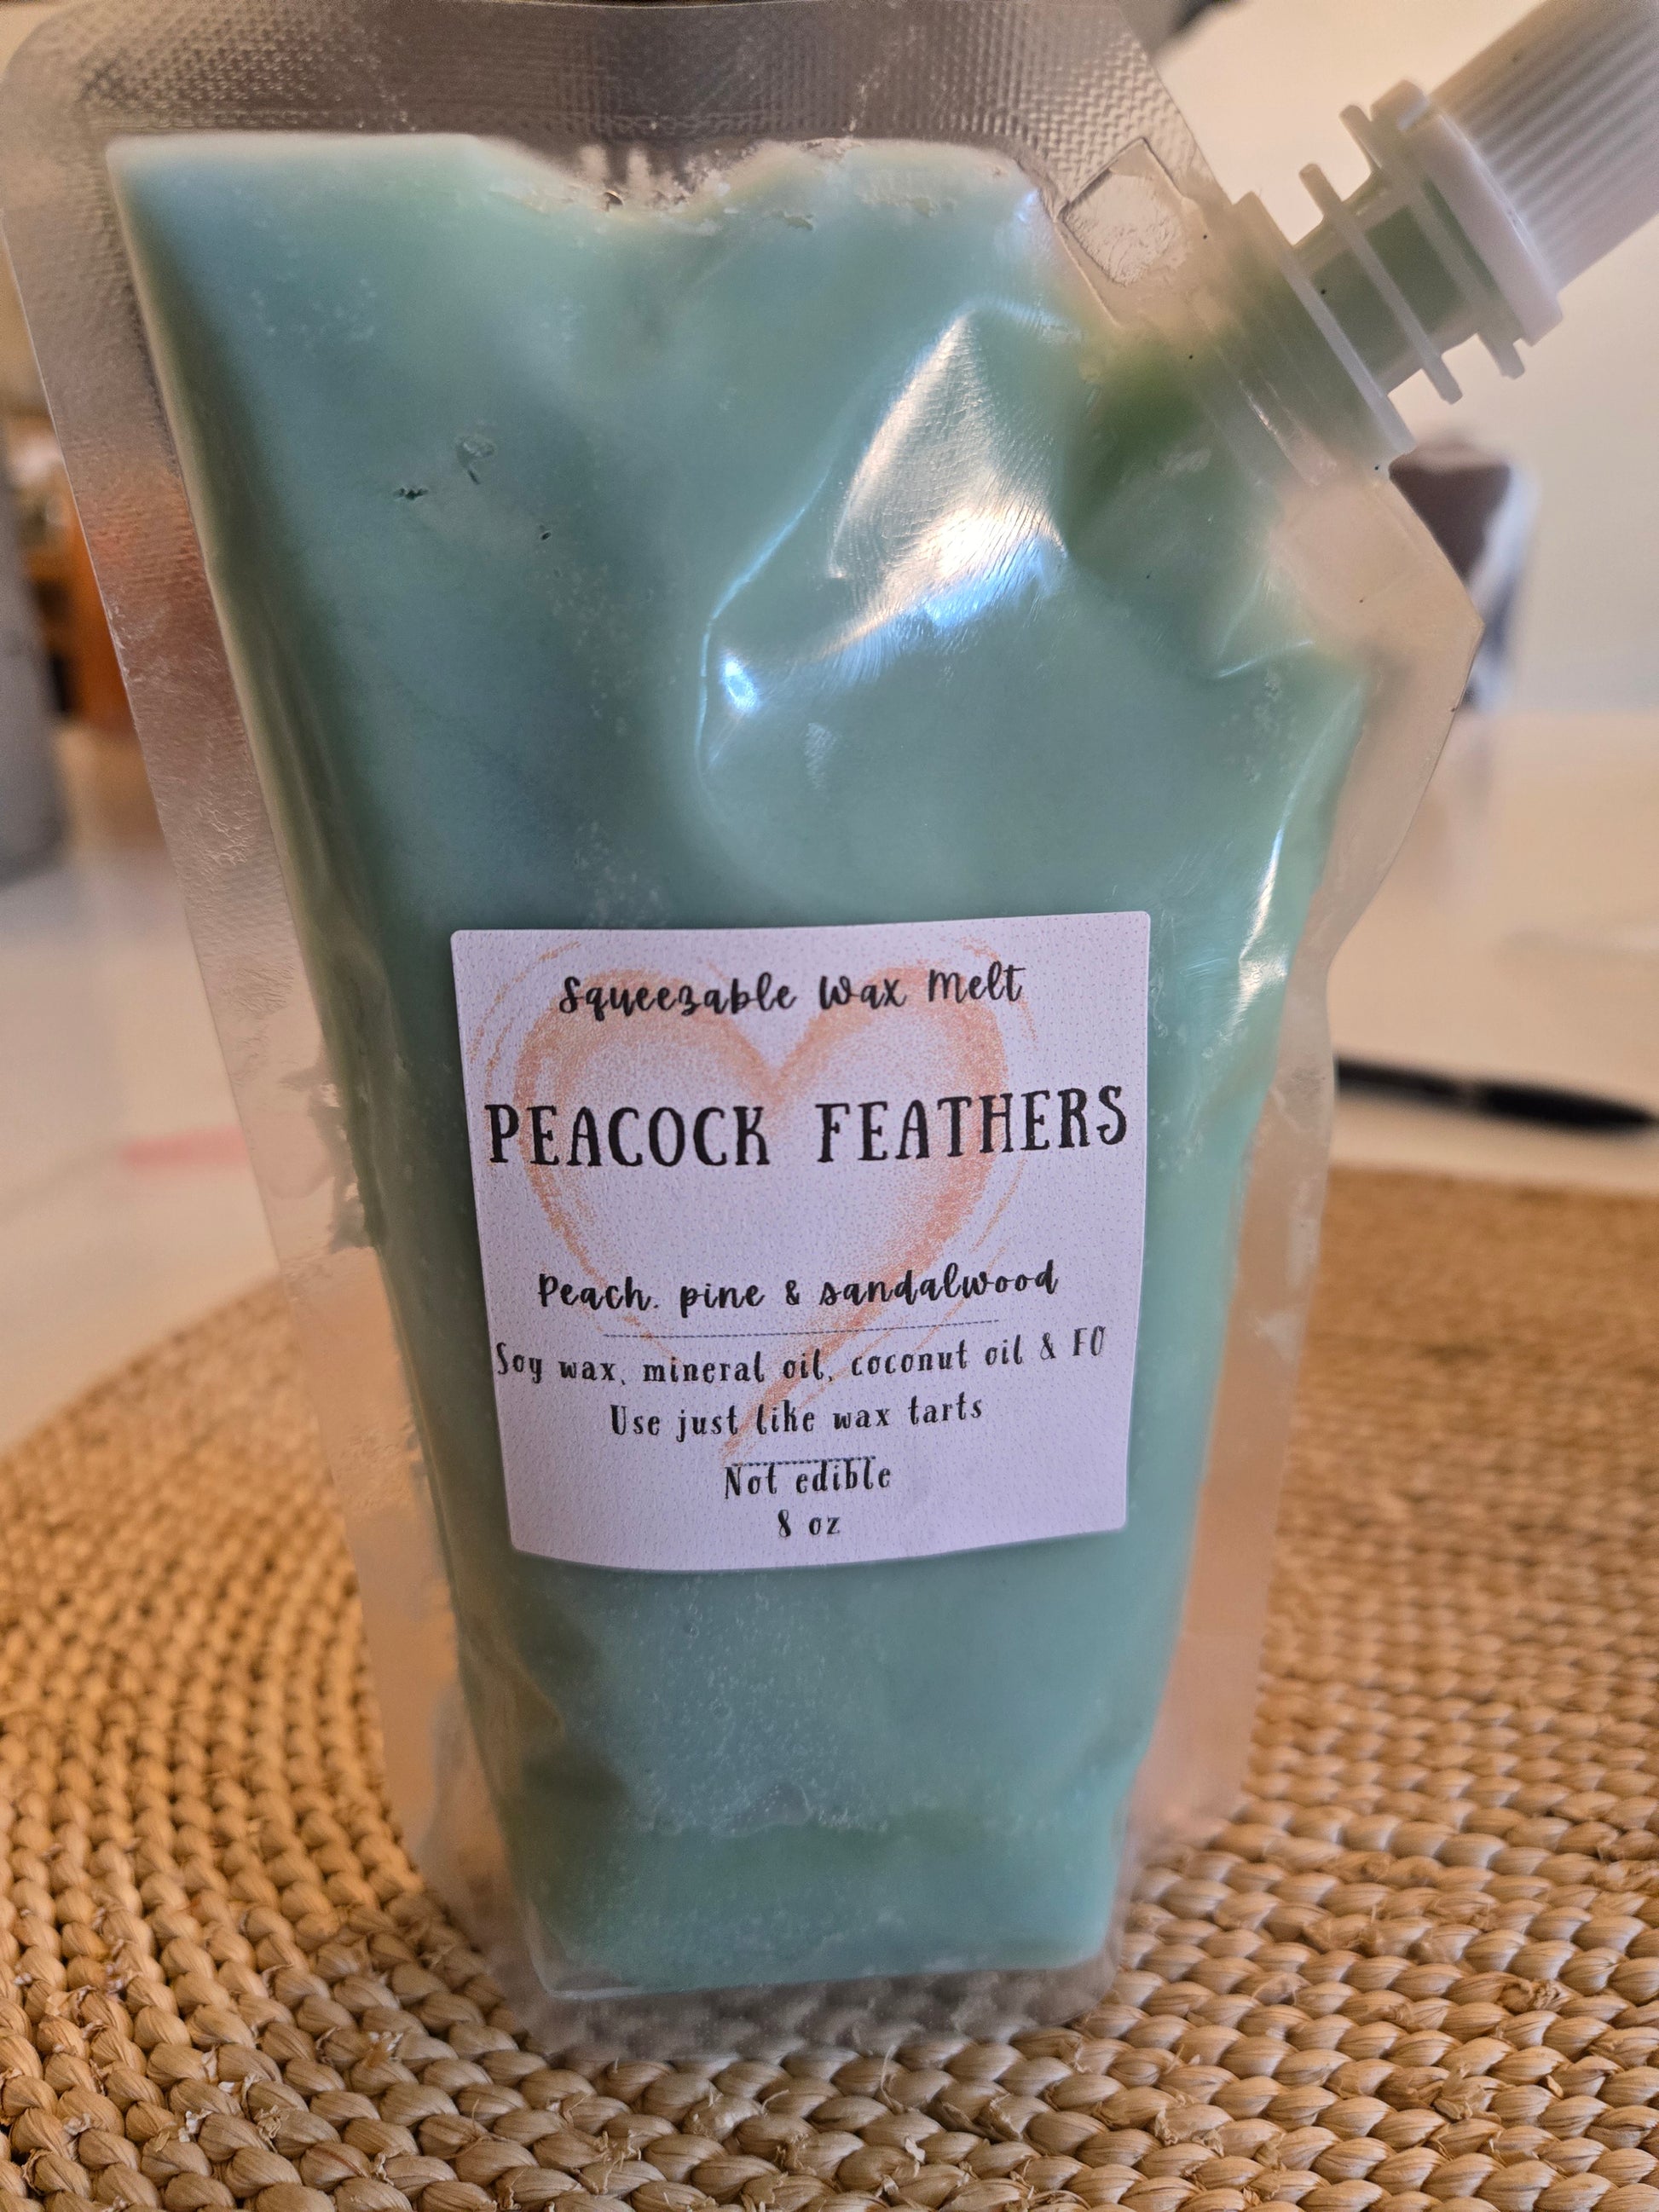 Squeezable Wax Melt
PEACOCK FEATHERS
Peach. pine & sandalwood
Soy wax, mineral oil, coconut oil & FO
Use just like wax tarts
Not edible
8 oz